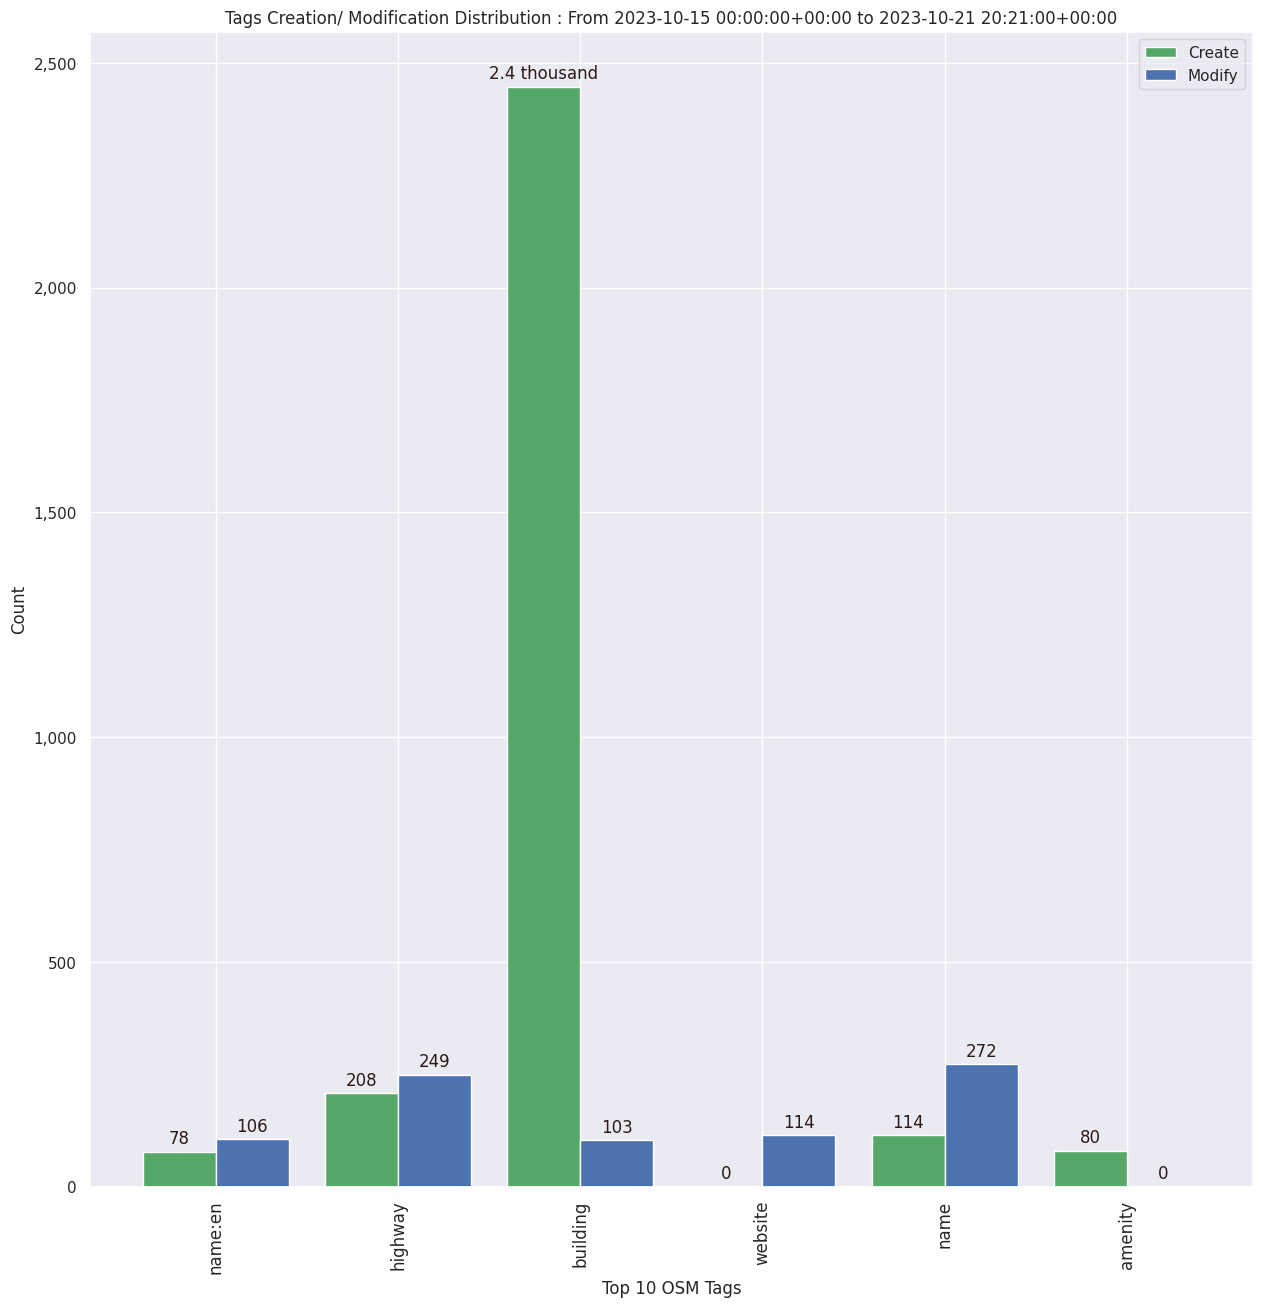 Tags Creation/ Modification Distribution : From 2023-10-15 00:00:00+00:00 to 2023-10-21 20:21:00+00:00
Create
Modify
2,500
2,000
1,500
1,000
500
0
Count
78
106
208
249
2.4 thousand
103
0
114
114
272
80
0
name:en
highway
building
website
name
amenity
Top 10 OSM Tags